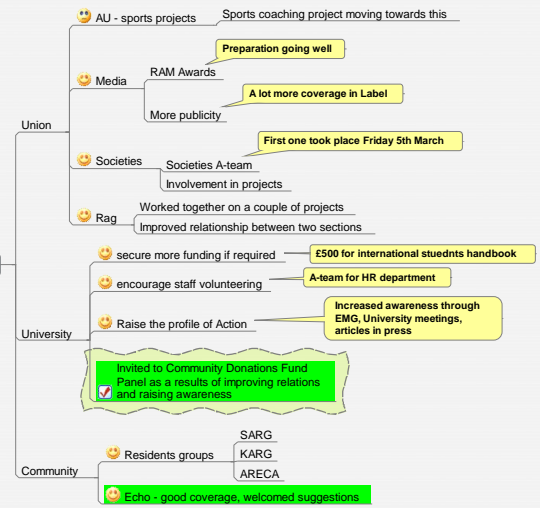 AU - sports projects
Sports coaching project moving towards this
Preparation going well
RAM Awards
Media
A lot more coverage in Label
More publicity
Union
First one took place Friday 5th March
Societies
Societies A-team
Involvement in projects
Worked together on a couple of projects
Rag
Improved relationship between two sections
secure more funding if required
£500 for international stuednts handbook
encourage staff volunteering
A-team for HR department
Raise the profile of Action
Increased awareness through
EMG, University meetings,
articles in press
University
Invited to Community Donations Fund
Panel as a results of improving relations
and raising awareness
SARG
Residents groups
KARG
ARECA
Community
Echo - good coverage, welcomed suggestions